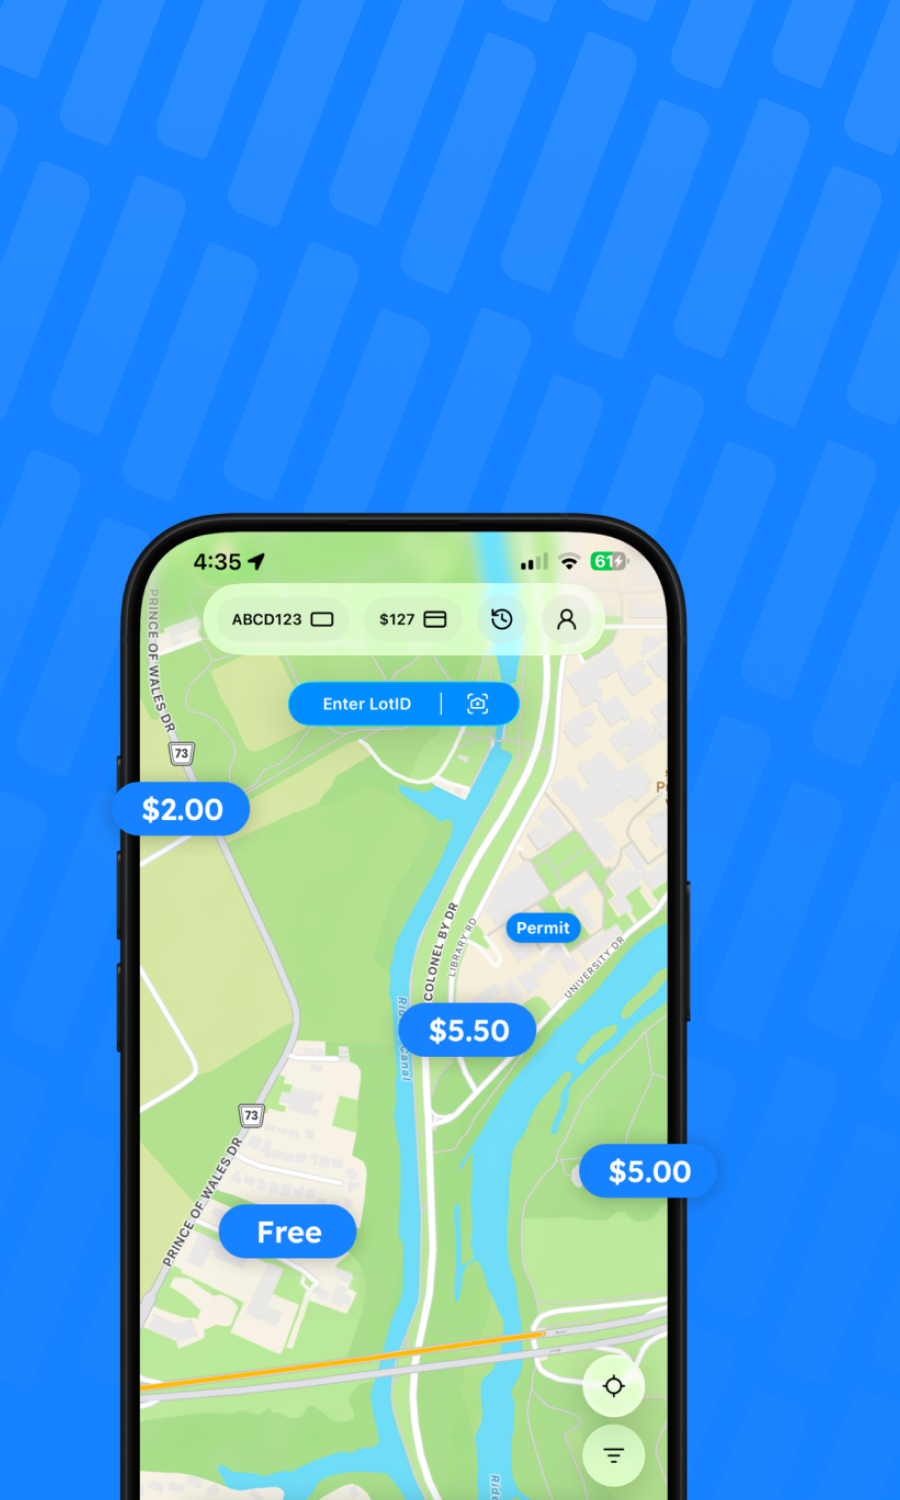 4:35
61
ABCD123
$127
Enter LotID
PRINCE OF WALES DR
73
$2.00
COLONEL BY DR
LIBRARY RD
Permit
UNIVERSITY DR
$5.50
Canal
73
$5.00
PRINCE OF WALES DR
Free